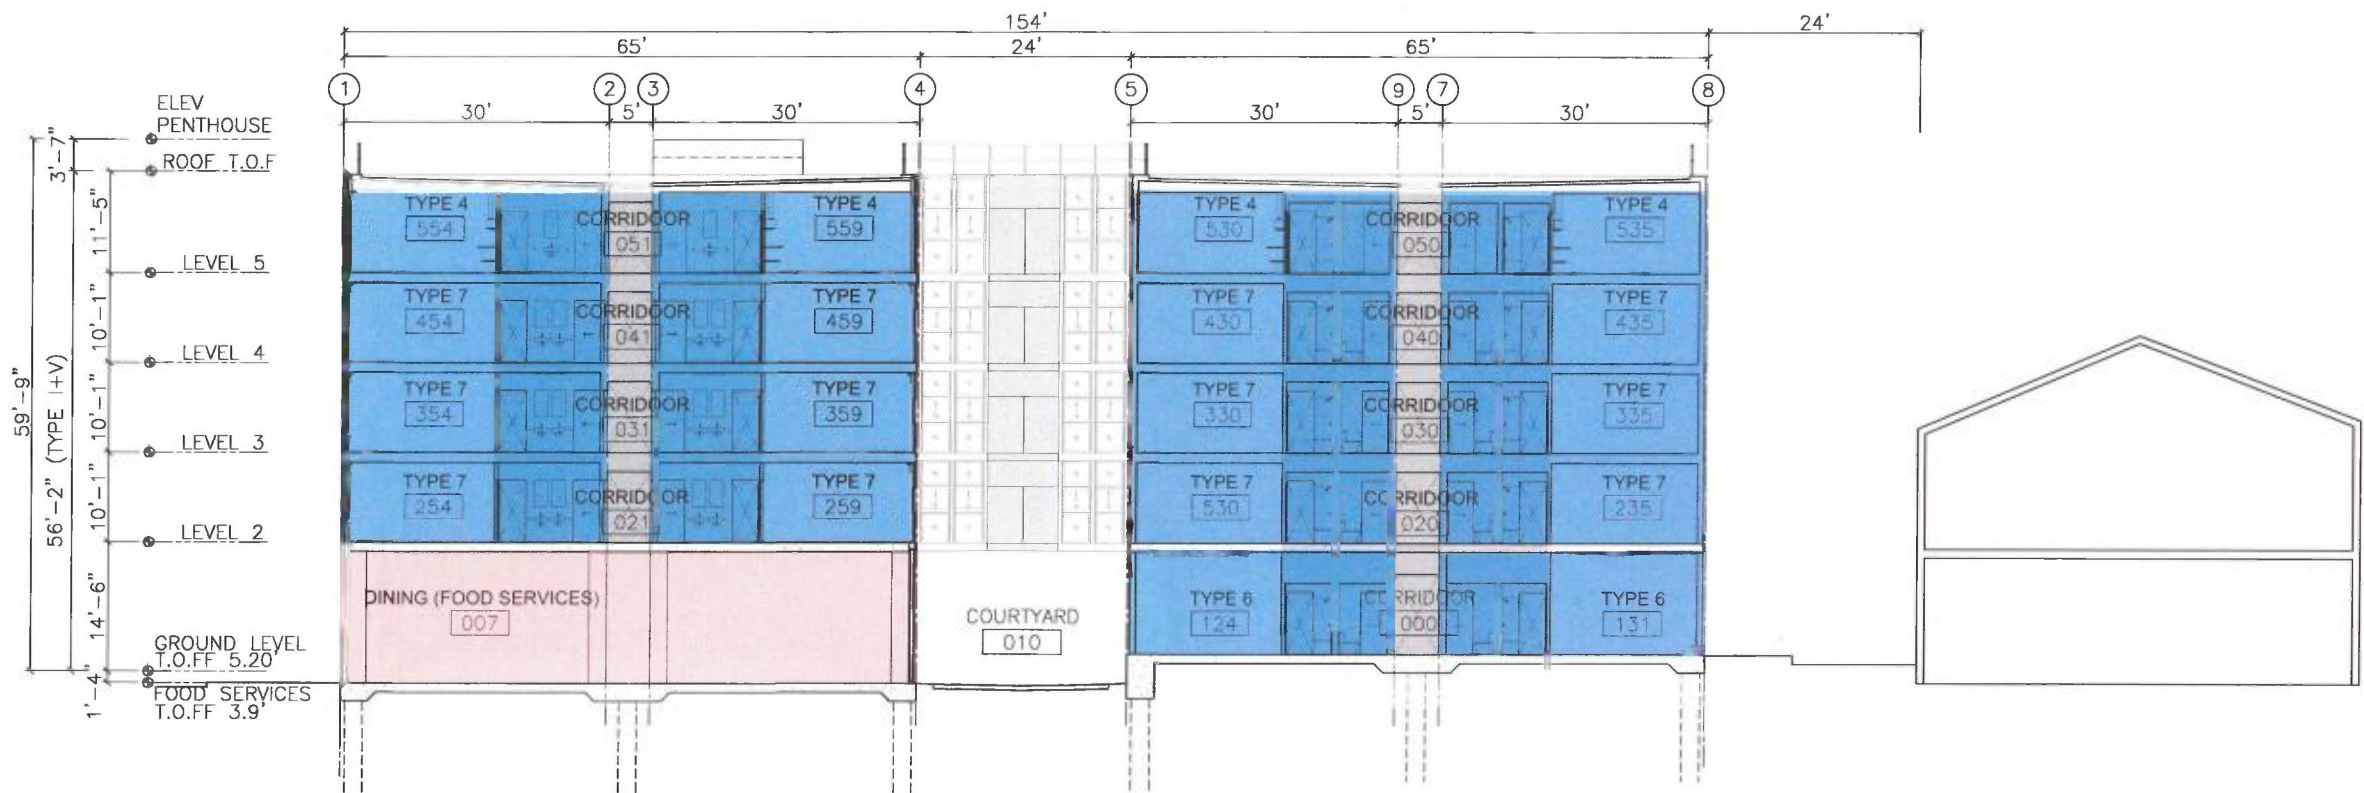 154'
24'
65'
24'
65'
1
2
3
4
5
9
7
8
30'
5'
30'
30'
5'
30'
ELEV
PENTHOUSE
ROOF T.O.F
LEVEL 5
LEVEL 4
LEVEL 3
LEVEL 2
GROUND LEVEL
T.O.FF 5.20'
FOOD SERVICES
T.O.FF 3.9'
59'-9"
3'-7"
56'-2" (TYPE I+V)
11'-5"
10'-1"
10'-1"
10'-1"
14'-6"
1'-4"
TYPE 4
554
CORRIDOOR
051
TYPE 4
559
TYPE 4
530
CORRIDOOR
050
TYPE 4
535
TYPE 7
454
CORRIDOOR
041
TYPE 7
459
TYPE 7
430
CORRIDOOR
040
TYPE 7
435
TYPE 7
354
CORRIDOOR
031
TYPE 7
359
TYPE 7
330
CORRIDOOR
030
TYPE 7
335
TYPE 7
254
CORRIDOOR
021
TYPE 7
259
TYPE 7
530
CORRIDOOR
020
TYPE 7
235
DINING (FOOD SERVICES)
007
COURTYARD
010
TYPE 6
124
CORRIDOOR
000
TYPE 6
131